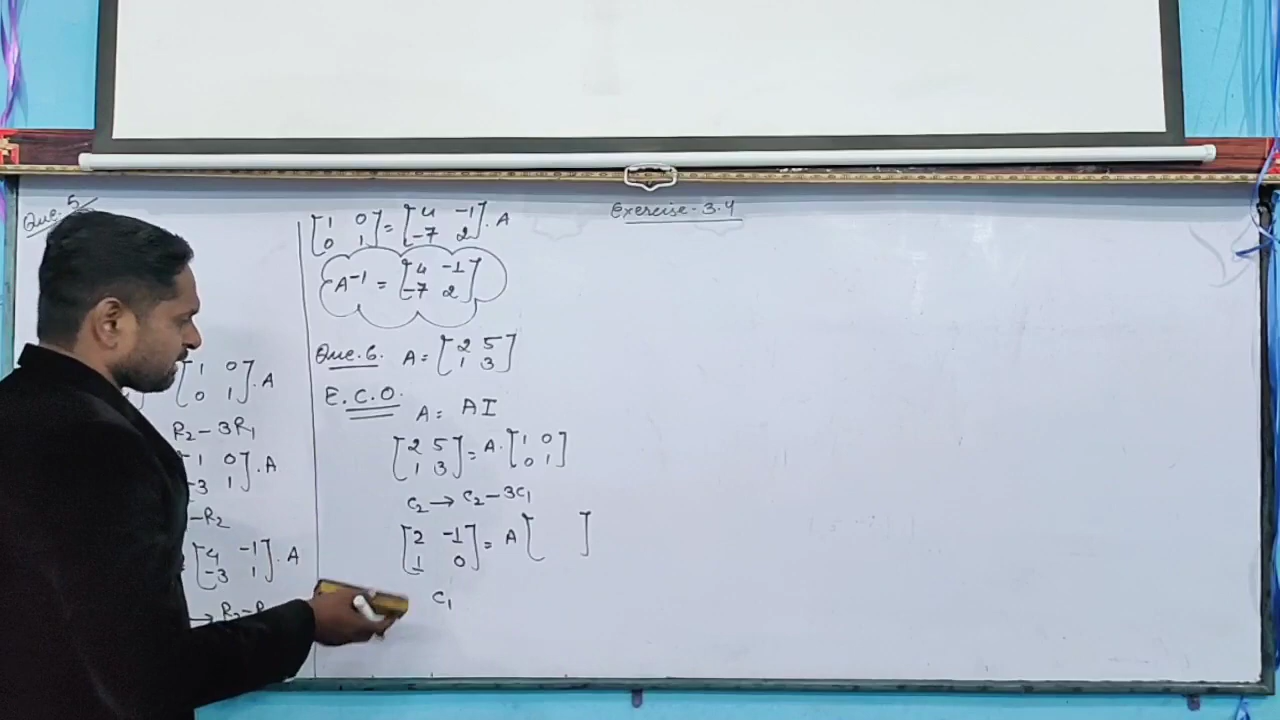 Que. 5
[1 0] . A
[0 1]
R₂ - 3R₁
-1 0] . A
-3 1]
-R₂
= [4 -1] . A
[-3 1]
→ R₂-R
[1 0] = [4 -1] . A
[0 1] [-7 2]
A⁻¹ = [4 -1]
[-7 2]
Que. 6. A = [2 5]
[1 3]
E.C.O.
A = AI
[2 5] = A . [1 0]
[1 3] [0 1]
C₂ → C₂ - 3C₁
[2 -1] = A [ ]
[1 0]
C₁
Exercise - 3.4